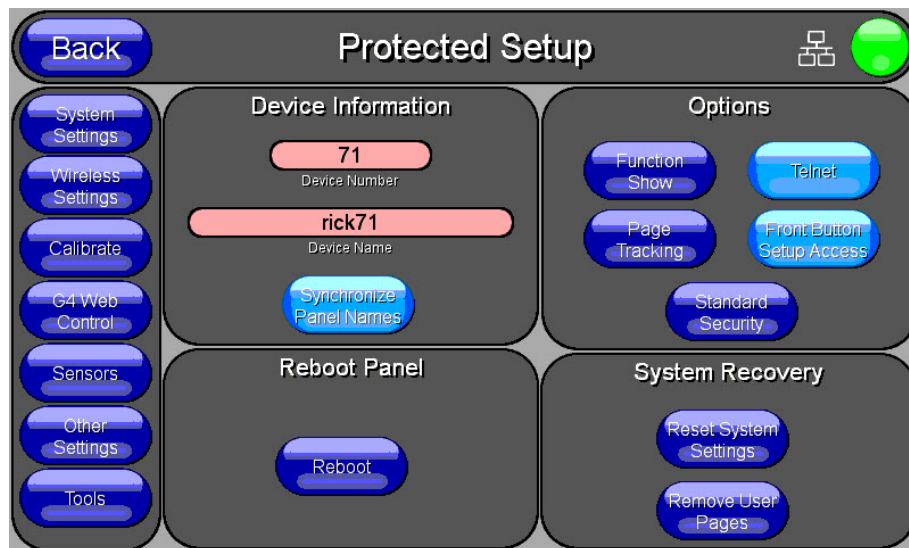 Back
Protected Setup
System
Settings
Wireless
Settings
Calibrate
G4 Web
Control
Sensors
Other
Settings
Tools
Device Information
71
Device Number
rick71
Device Name
Synchronize
Panel Names
Options
Function
Show
Telnet
Page
Tracking
Front Button
Setup Access
Standard
Security
Reboot Panel
Reboot
System Recovery
Reset System
Settings
Remove User
Pages